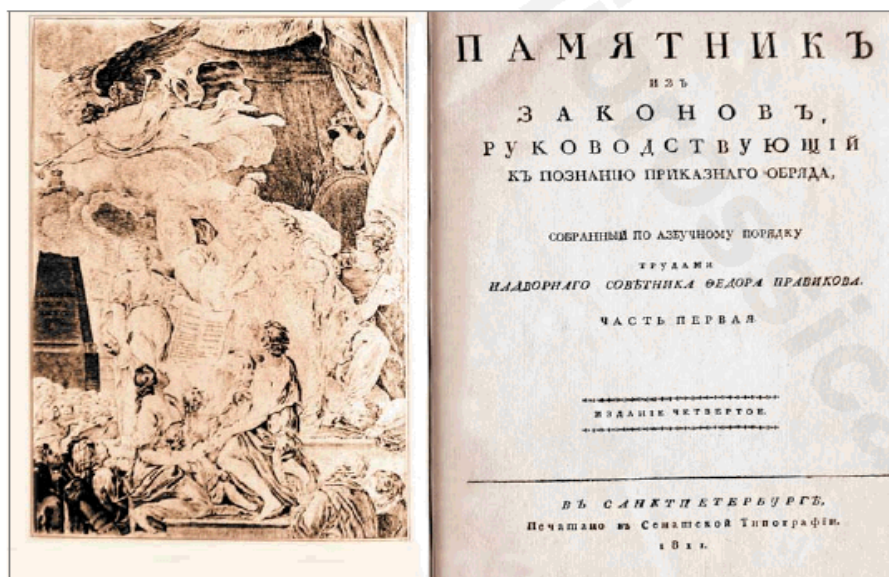 ПАМЯТНИКЪ
ИЗЪ
ЗАКОНОВЪ,
РУКОВОДСТВУЮЩІЙ
КЪ ПОЗНАНІЮ ПРИКАЗНАГО ОБРЯДА,
СОБРАННЫЙ ПО АЗБУЧНОМУ ПОРЯДКУ
ТРУДАМИ
НАДВОРНАГО СОВѢТНИКА ѲЕДОРА ПРАВИКОВА.
ЧАСТЬ ПЕРВАЯ
ИЗДАНІЕ ЧЕТВЕРТОЕ.
ВЪ САНКТПЕТЕРБУРГѢ,
Печатано въ Сенатской Типографіи.
1811.